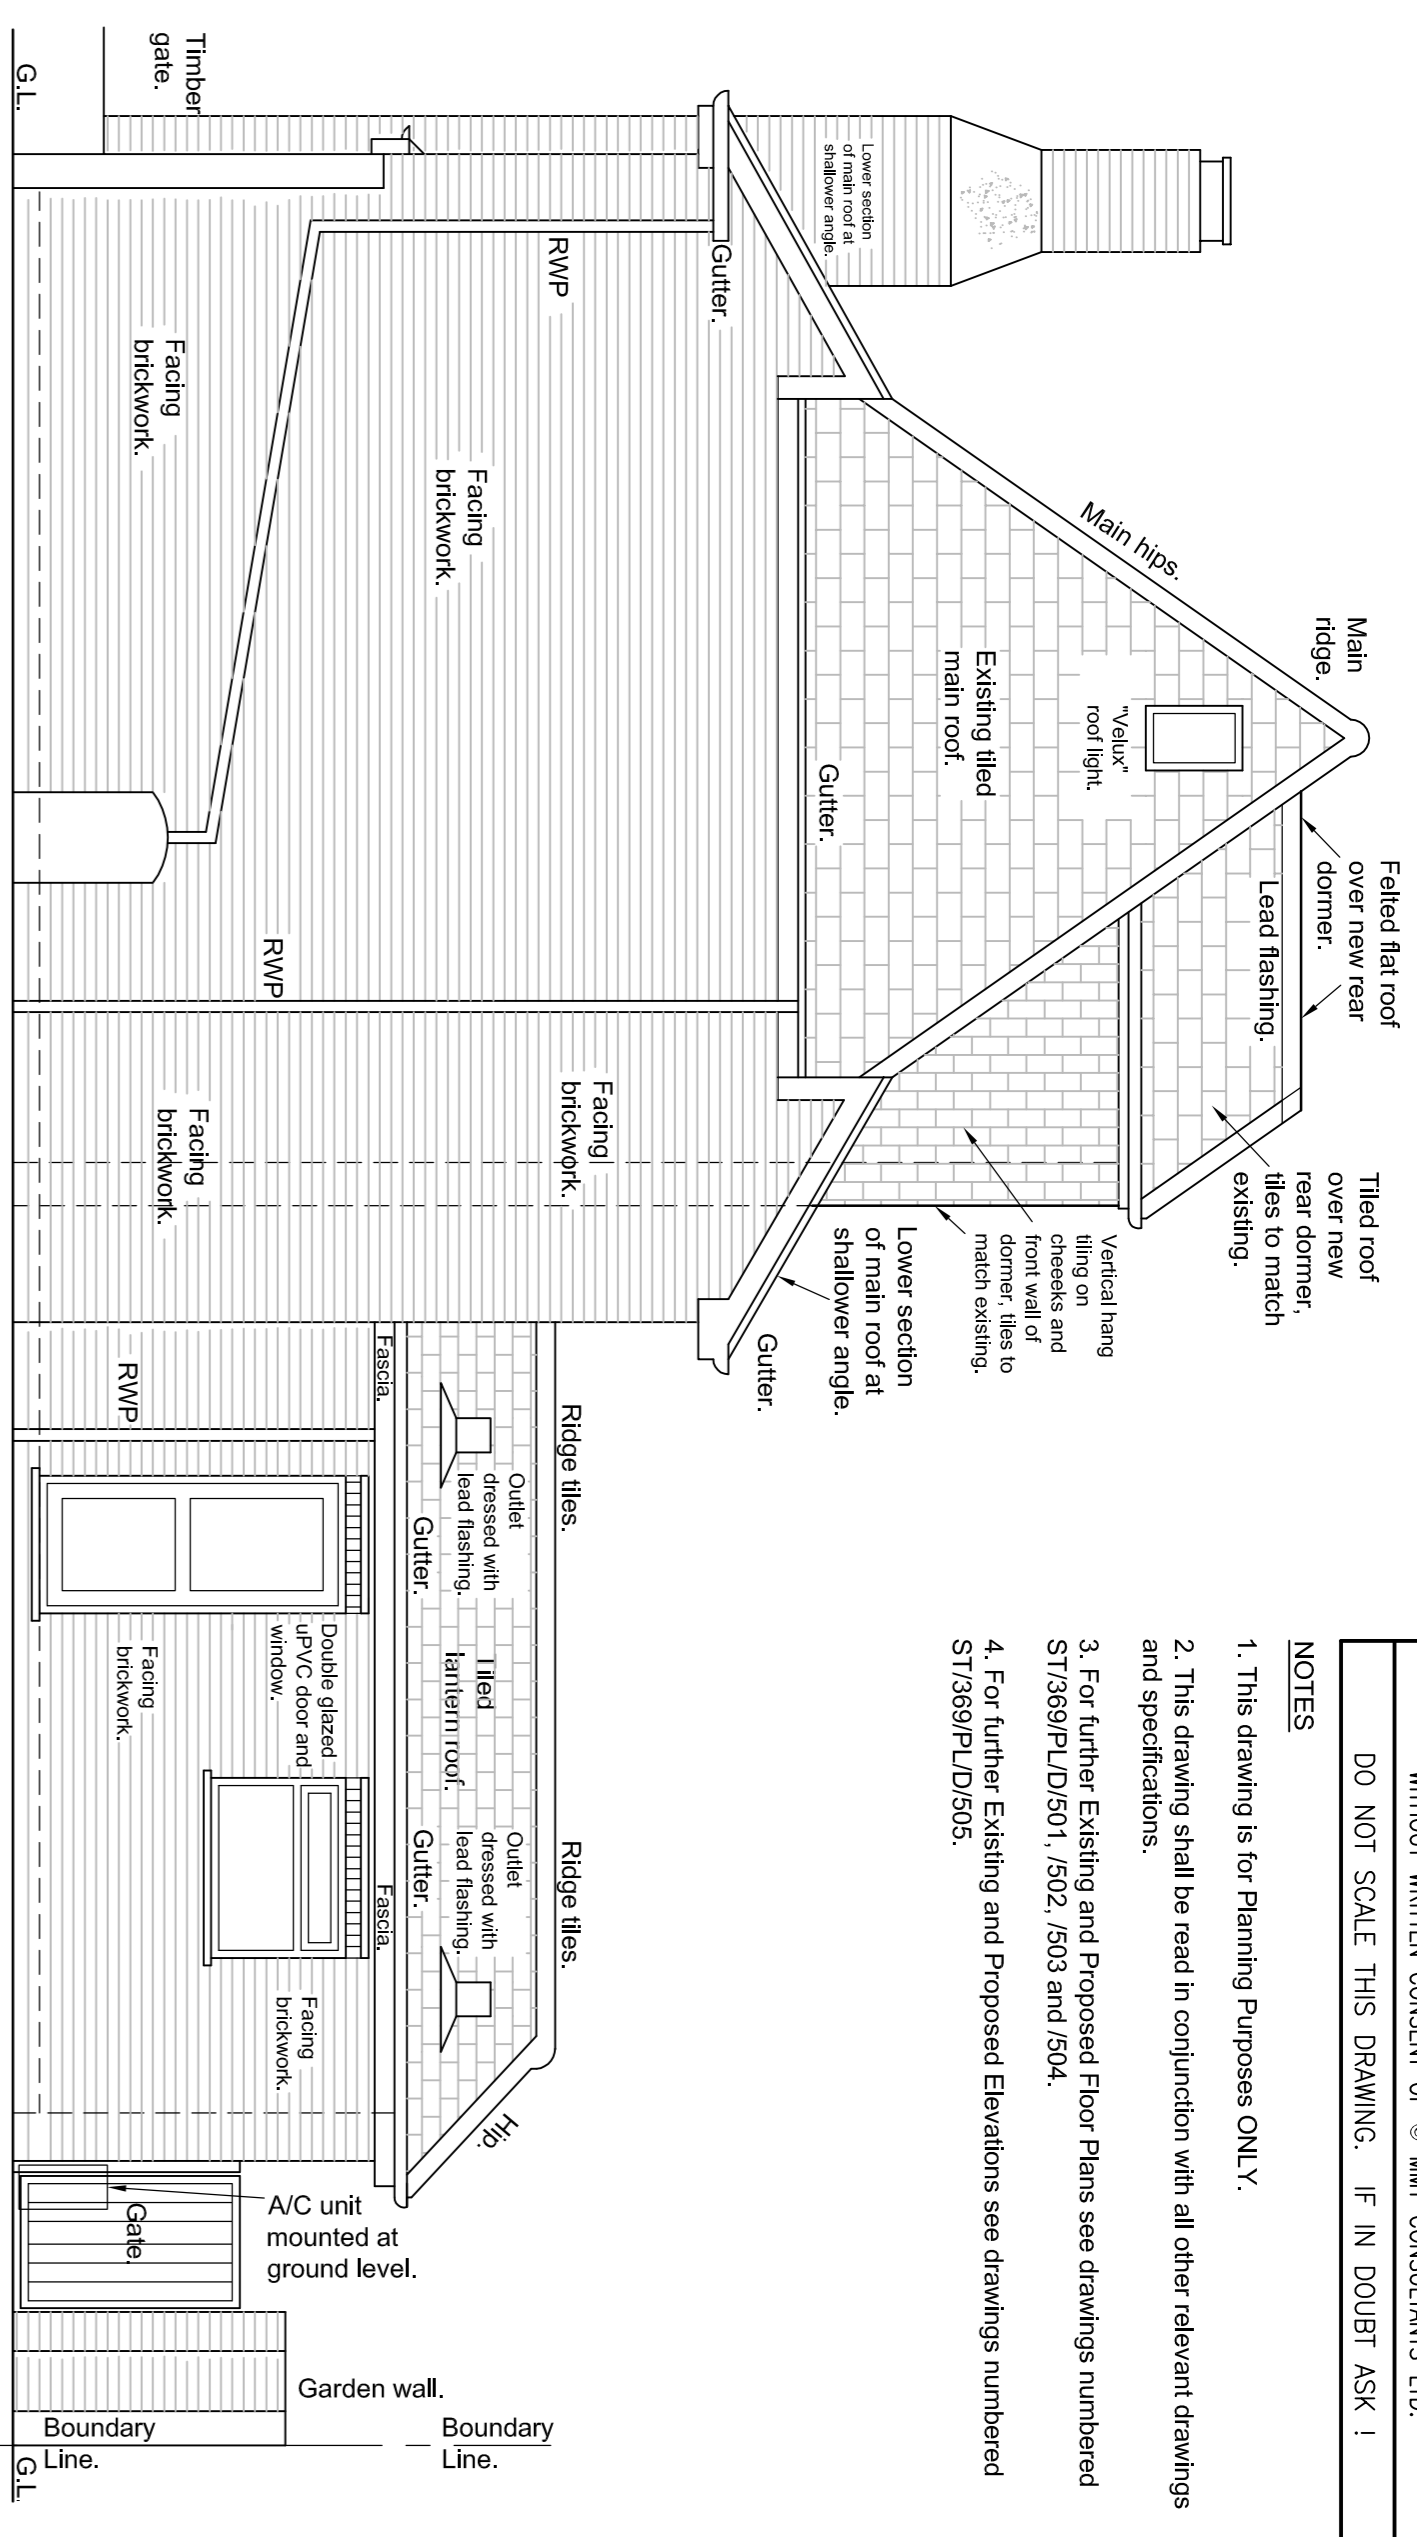 WITHOUT WRITTEN CONSENT OF © MMP CONSULTANTS LTD.
DO NOT SCALE THIS DRAWING. IF IN DOUBT ASK !
NOTES
1. This drawing is for Planning Purposes ONLY.
2. This drawing shall be read in conjunction with all other relevant drawings
and specifications.
3. For further Existing and Proposed Floor Plans see drawings numbered
ST/369/PL/D/501, /502, /503 and /504.
4. For further Existing and Proposed Elevations see drawings numbered
ST/369/PL/D/505.
Main
ridge.
Felted flat roof
over new rear
dormer.
Tiled roof
over new
rear dormer,
tiles to match
existing.
Main hips.
"Velux"
roof light.
Lead flashing.
Existing tiled
main roof.
Vertical hang
tiling on
cheeeks and
front wall of
dormer, tiles to
match existing.
Lower section
of main roof at
shallower angle.
Lower section
of main roof at
shallower angle.
Gutter.
Gutter.
Gutter.
RWP
Facing
brickwork.
Facing
brickwork.
Ridge tiles.
Ridge tiles.
Outlet
dressed with
lead flashing.
Outlet
dressed with
lead flashing.
Tiled
lantern roof.
Hip.
Gutter.
Gutter.
Fascia.
Fascia.
Timber
gate.
Facing
brickwork.
RWP
Facing
brickwork.
RWP
Double glazed
uPVC door and
window.
Facing
brickwork.
Facing
brickwork.
A/C unit
mounted at
ground level.
Gate.
Garden wall.
Boundary
Line.
Boundary
Line.
G.L.
G.L.